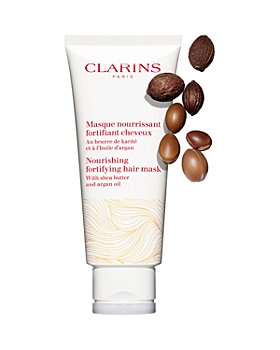 CLARINS
PARIS
Masque nourrissant
fortifiant cheveux
Au beurre de karité
et à l'huile d'argan
Nourishing
fortifying hair mask
With shea butter
and argan oil